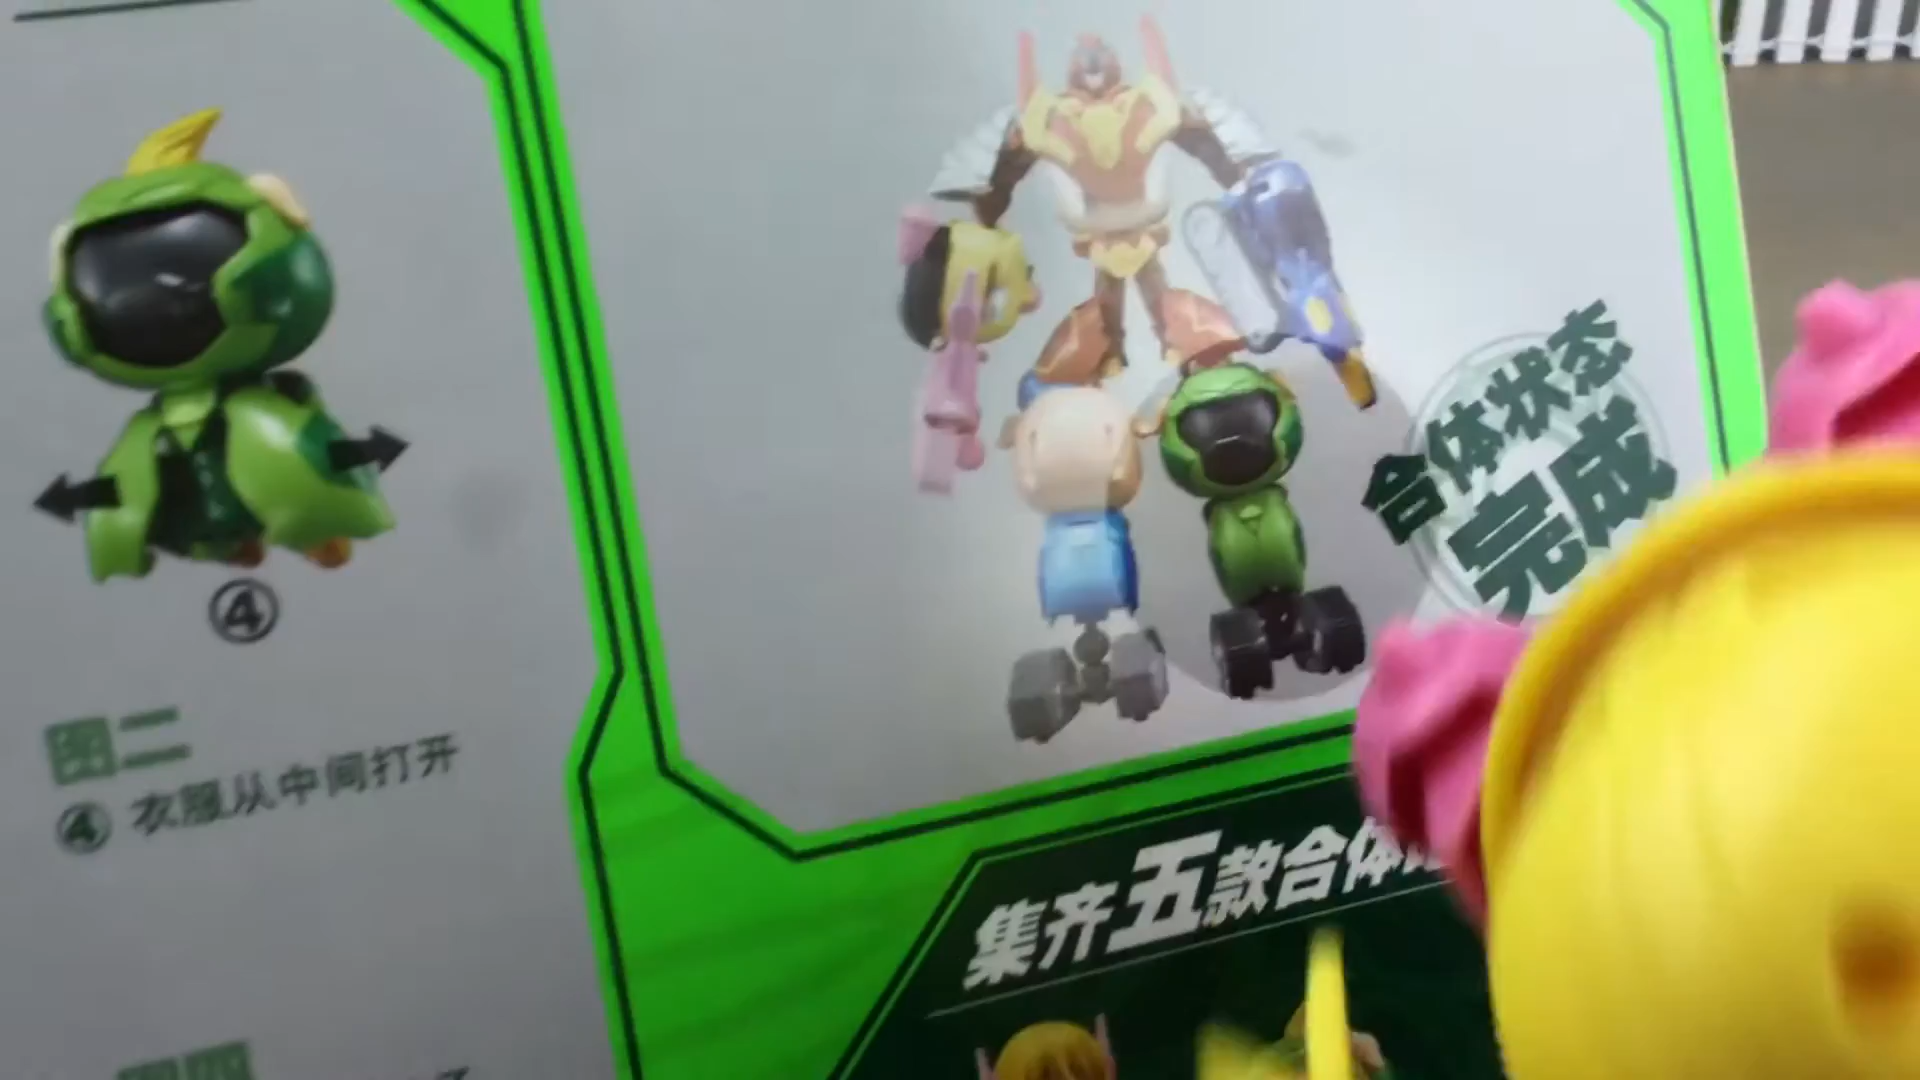 ④
图二
④ 衣服从中间打开
合体状态
完成
集齐五款合体